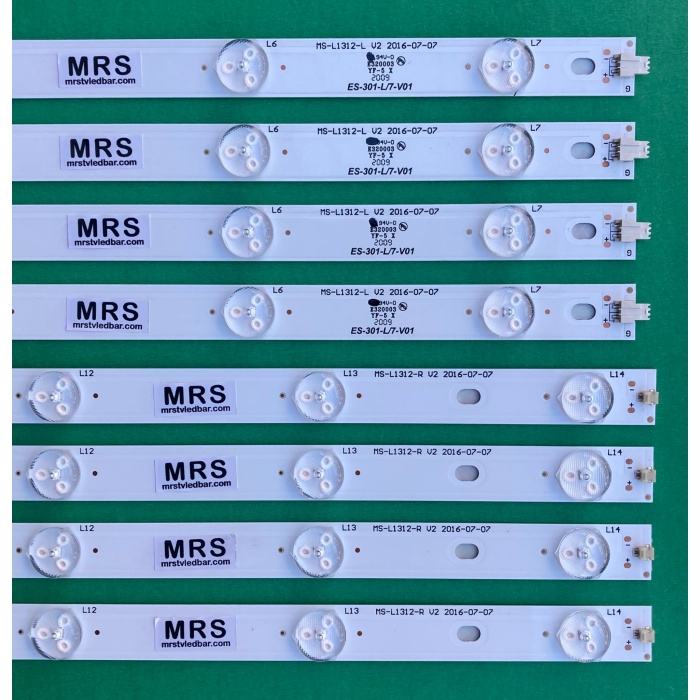 L6 MS-L1312-L V2 2016-07-07 L7
MRS 94V-0
mrstvledbar.com E320003
YF-5 X
2009
ES-301-L/7-V01 G
L6 MS-L1312-L V2 2016-07-07 L7
MRS 94V-0
mrstvledbar.com E320003
YF-5 X
2009
ES-301-L/7-V01 G
L6 MS-L1312-L V2 2016-07-07 L7
MRS 94V-0
mrstvledbar.com E320003
YF-5 X
2009
ES-301-L/7-V01 G
L6 MS-L1312-L V2 2016-07-07 L7
MRS 94V-0
mrstvledbar.com E320003
YF-5 X
2009
ES-301-L/7-V01 G
L12 L13 MS-L1312-R V2 2016-07-07 L14
MRS
mrstvledbar.com
L12 L13 MS-L1312-R V2 2016-07-07 L14
MRS
mrstvledbar.com
L12 L13 MS-L1312-R V2 2016-07-07 L14
MRS
mrstvledbar.com
L12 L13 MS-L1312-R V2 2016-07-07 L14
MRS
mrstvledbar.com